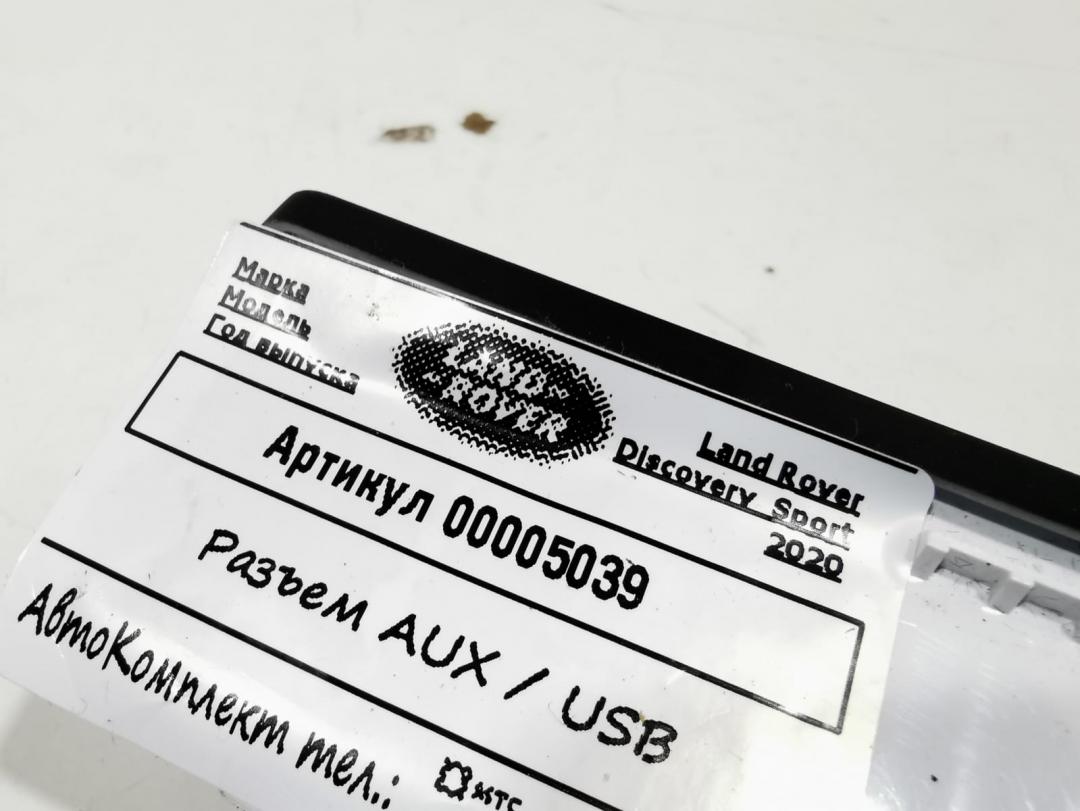 Марка
Модель
Год выпуска
LAND
ROVER
Land Rover
Discovery Sport
2020
Артикул 00005039
Разъем AUX / USB
АвтоКомплект тел.: